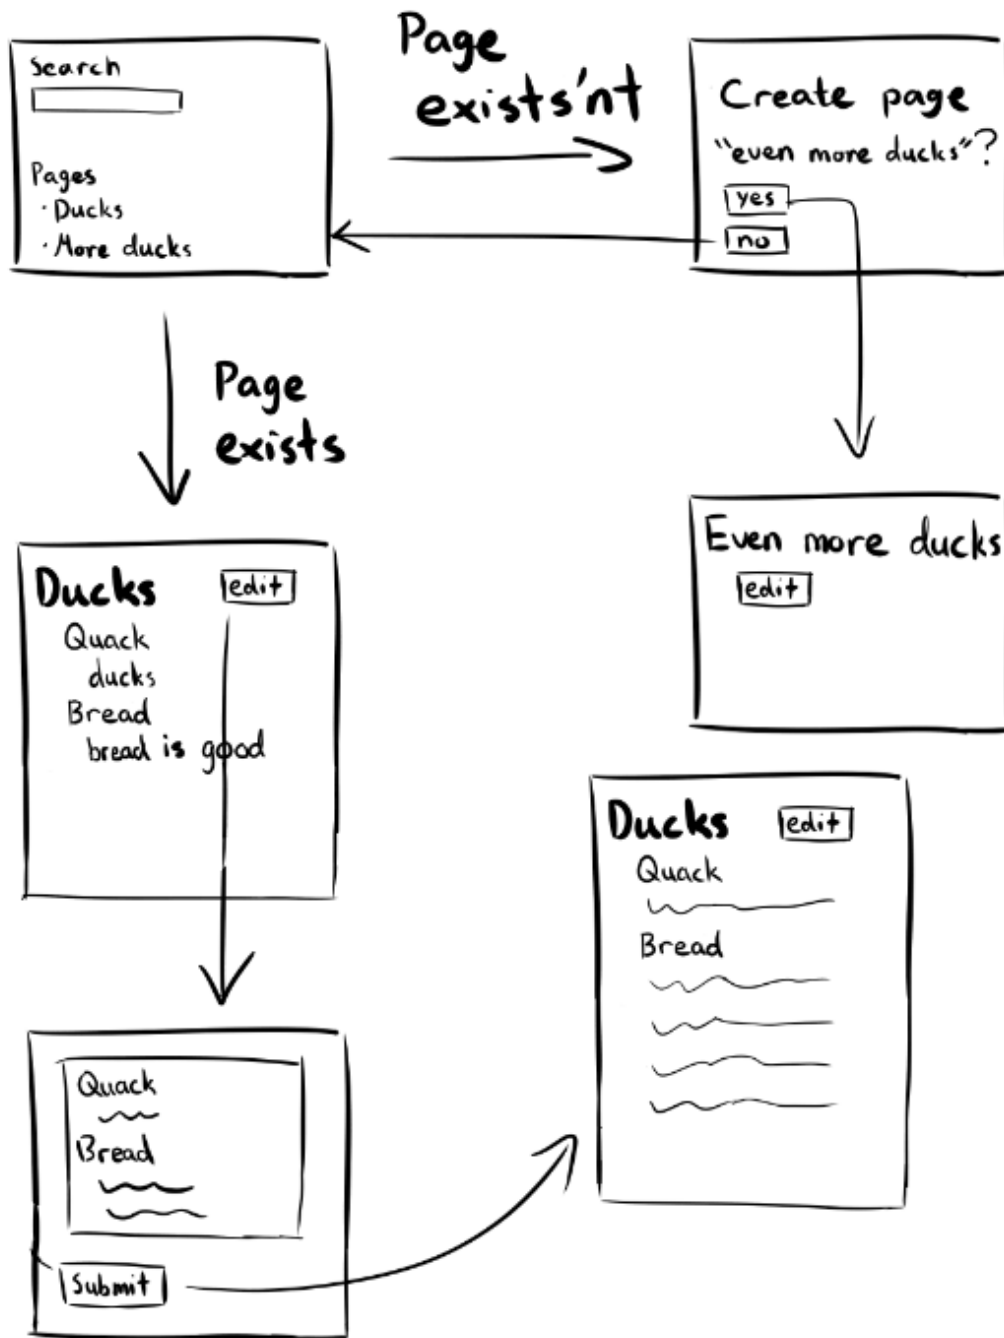 Search
Pages
· Ducks
· More ducks
Page
exists'nt
Create page
"even more ducks"?
yes
no
Page
exists
Ducks
edit
Quack
ducks
Bread
bread is good
Even more ducks
edit
Quack
Bread
Submit
Ducks
edit
Quack
Bread